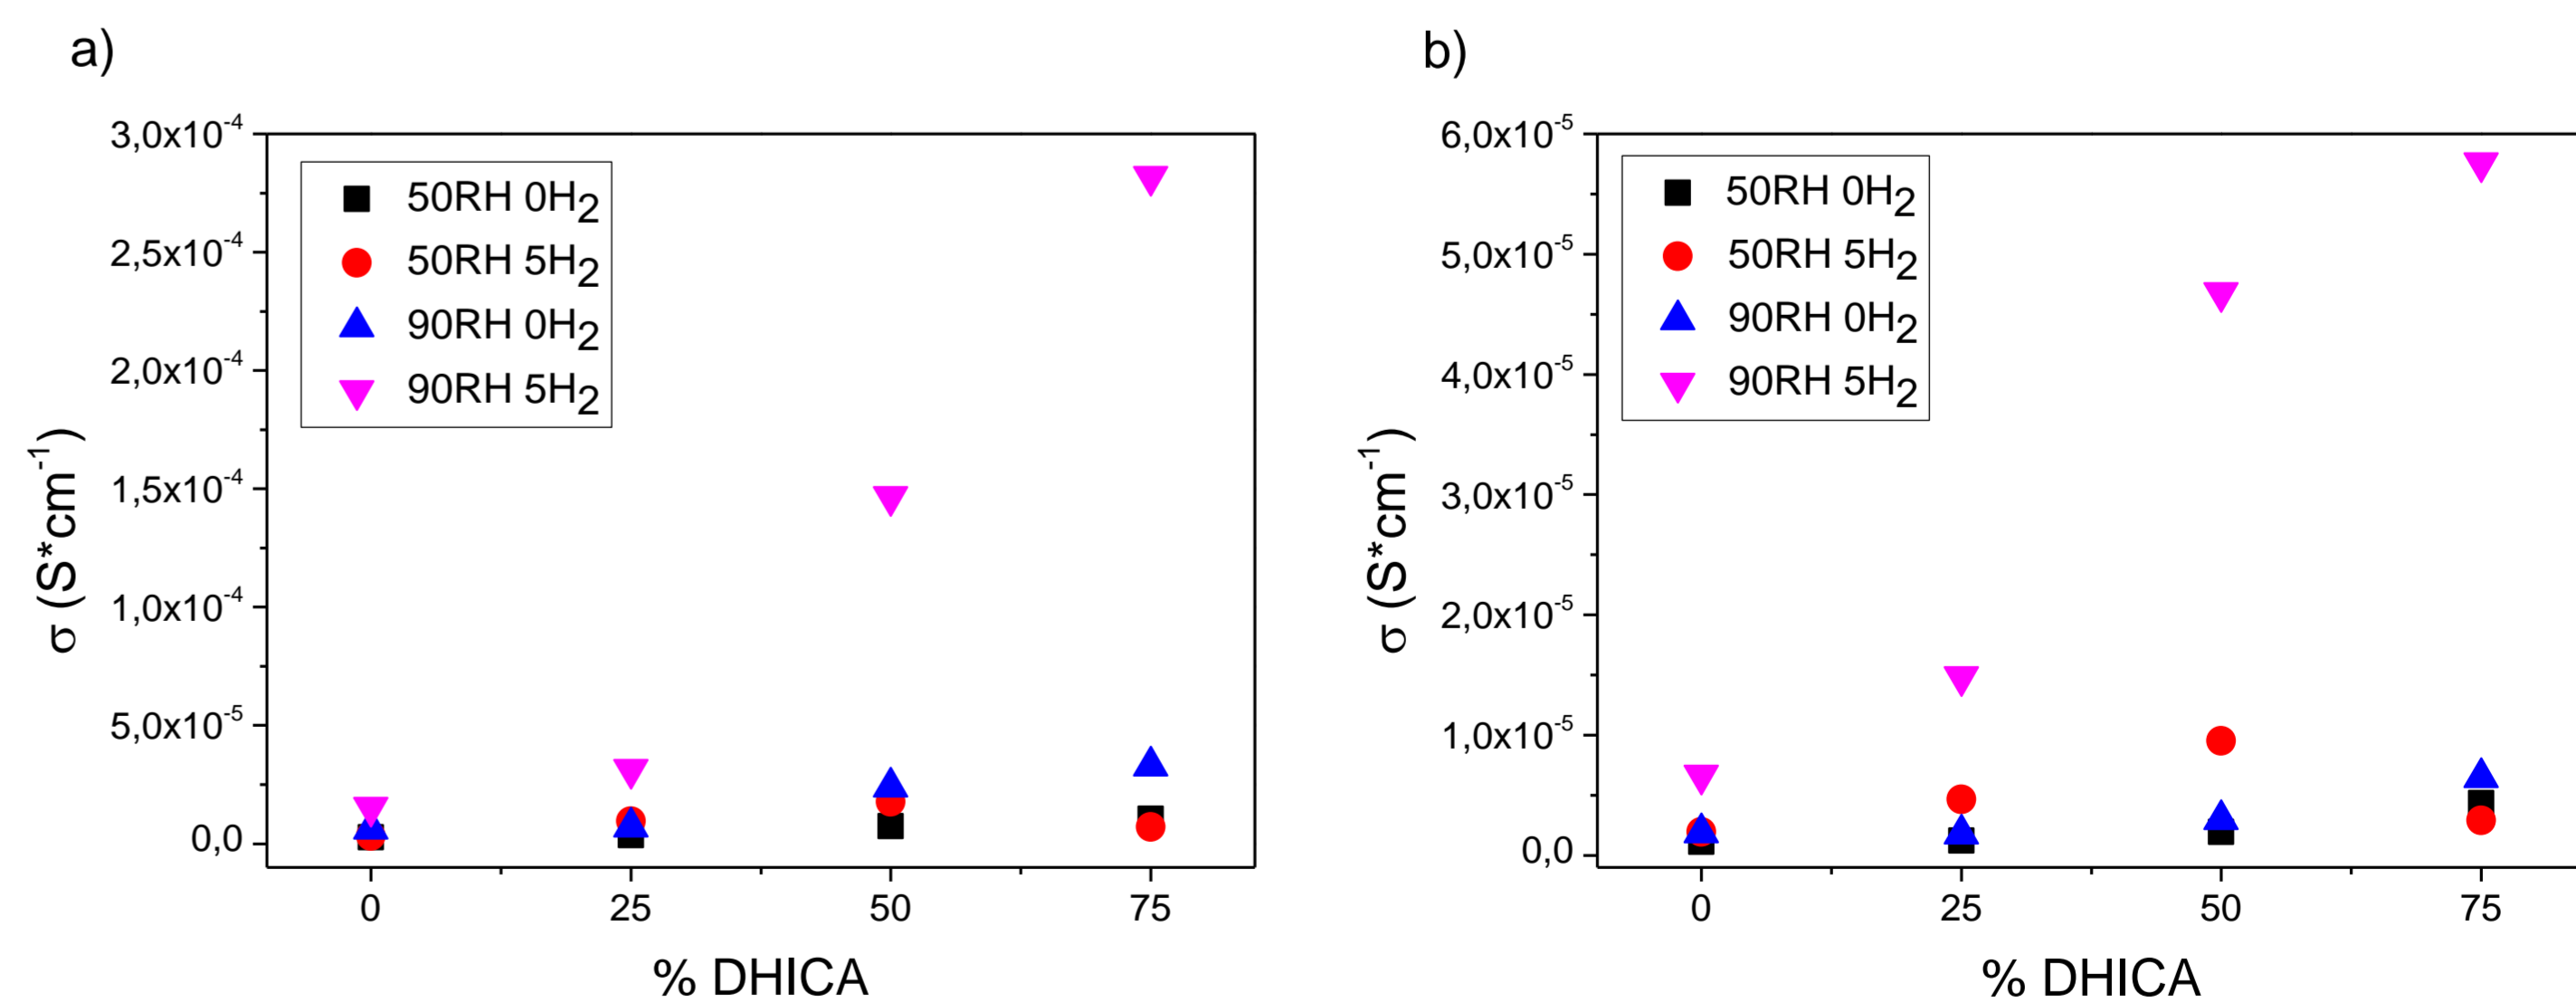 a)
3,0x10⁻⁴
2,5x10⁻⁴
2,0x10⁻⁴
1,5x10⁻⁴
1,0x10⁻⁴
5,0x10⁻⁵
0,0
σ (S*cm⁻¹)
50RH 0H₂
50RH 5H₂
90RH 0H₂
90RH 5H₂
0 25 50 75
% DHICA
b)
6,0x10⁻⁵
5,0x10⁻⁵
4,0x10⁻⁵
3,0x10⁻⁵
2,0x10⁻⁵
1,0x10⁻⁵
0,0
σ (S*cm⁻¹)
50RH 0H₂
50RH 5H₂
90RH 0H₂
90RH 5H₂
0 25 50 75
% DHICA